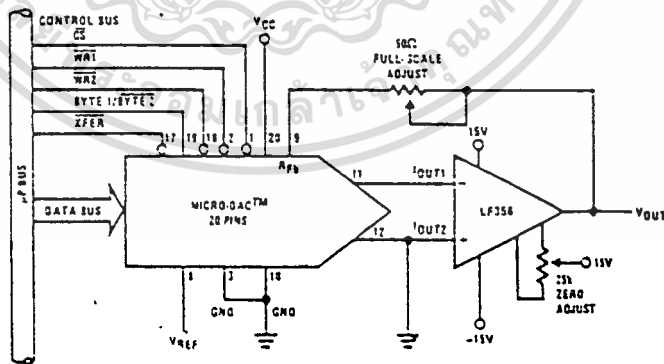 CONTROL BUS
CS
WR1
WR2
BYTE 1/BYTE 2
XFER
17 19 18 2 1 20 9
VCC
50Ω
FULL-SCALE
ADJUST
RFb
µP BUS
DATA BUS
MICRO-DAC™
20 PINS
11
IOUT1
12
IOUT2
15V
LF356
VOUT
15V
25k
ZERO
ADJUST
-15V
8 3 10
GND GND
VREF